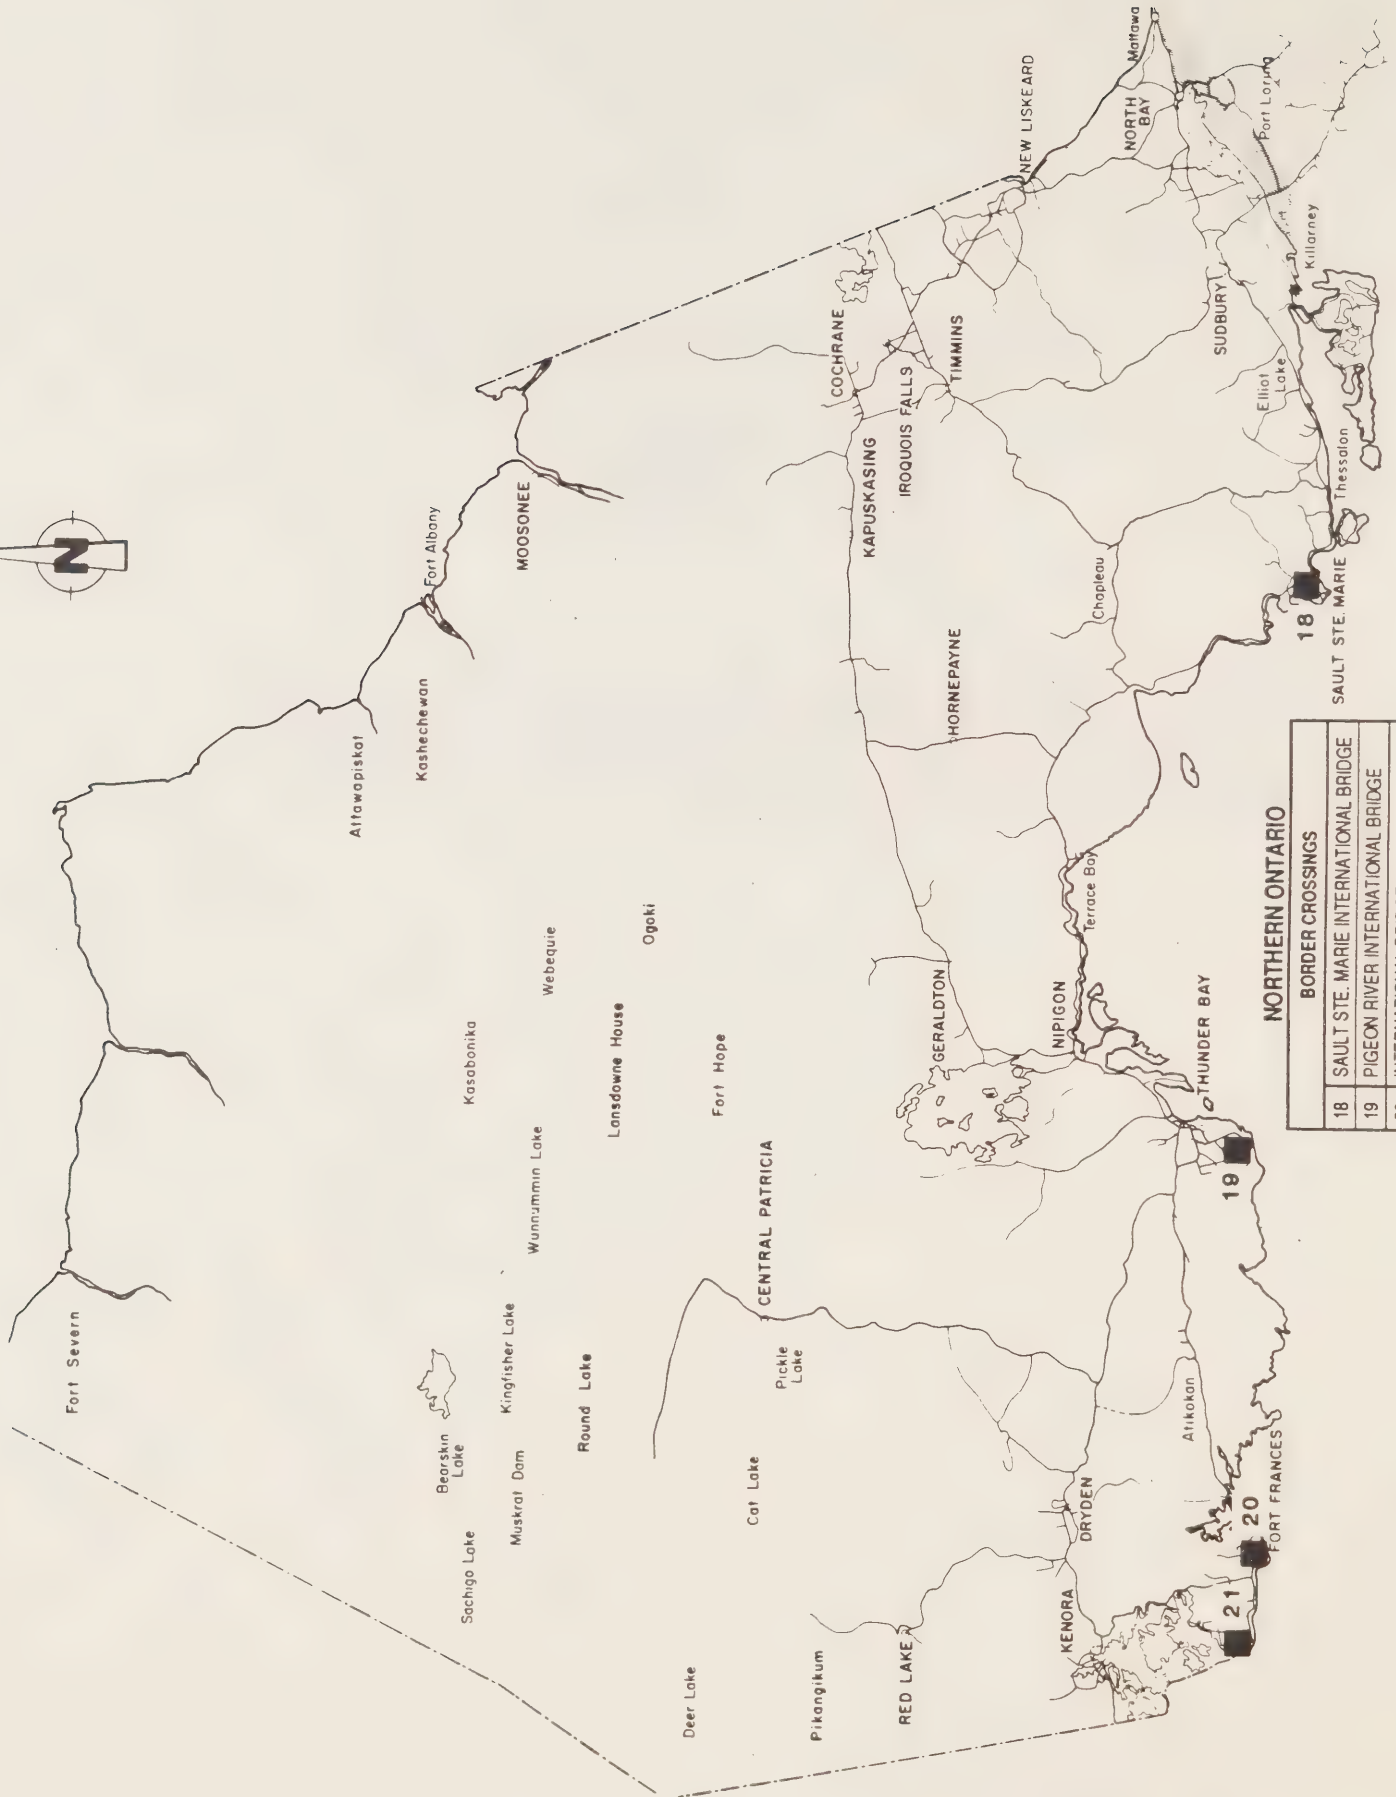 N
Fort Severn
Attawapiskat
Kashechewan
Fort Albany
MOOSONEE
Bearskin
Lake
Sachigo Lake
Muskrat Dam
Kingfisher Lake
Wunnummin Lake
Kasabonika
Webequie
Round Lake
Lansdowne House
Ogoki
Fort Hope
Deer Lake
Cat Lake
Pickle
Lake
CENTRAL PATRICIA
Pikangikum
RED LAKE
KENORA
DRYDEN
Atikokan
FORT FRANCES
21
20
19
THUNDER BAY
NIPIGON
GERALDTON
Terrace Bay
HORNEPAYNE
KAPUSKASING
COCHRANE
IROQUOIS FALLS
TIMMINS
Chapleau
NEW LISKEARD
NORTH
BAY
Mattawa
Port Loring
SUDBURY
Killarney
Elliot
Lake
Thessalon
SAULT STE. MARIE
18
NORTHERN ONTARIO
BORDER CROSSINGS
18 SAULT STE. MARIE INTERNATIONAL BRIDGE
19 PIGEON RIVER INTERNATIONAL BRIDGE